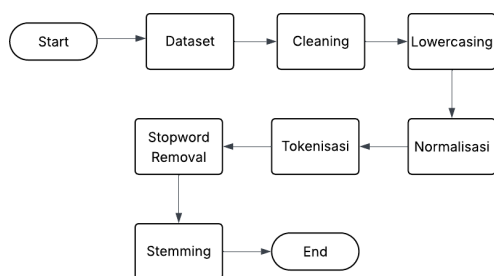 Start
Dataset
Cleaning
Lowercasing
Normalisasi
Tokenisasi
Stopword
Removal
Stemming
End